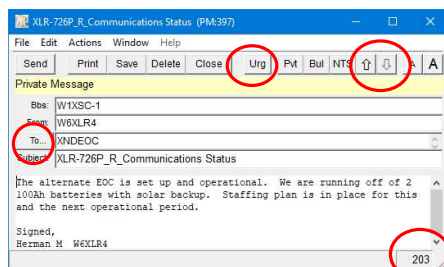 XLR-726P_R_Communications Status (PM:397)
File Edit Actions Window Help
Send Print Save Delete Close Urg Pvt Bul NTS A A
Private Message
Bbs: W1XSC-1
From: W6XLR4
To... XNDEOC
Subject: XLR-726P_R_Communications Status
The alternate EOC is set up and operational. We are running off of 2
100Ah batteries with solar backup. Staffing plan is in place for this
and the next operational period.
Signed,
Herman M W6XLR4
203